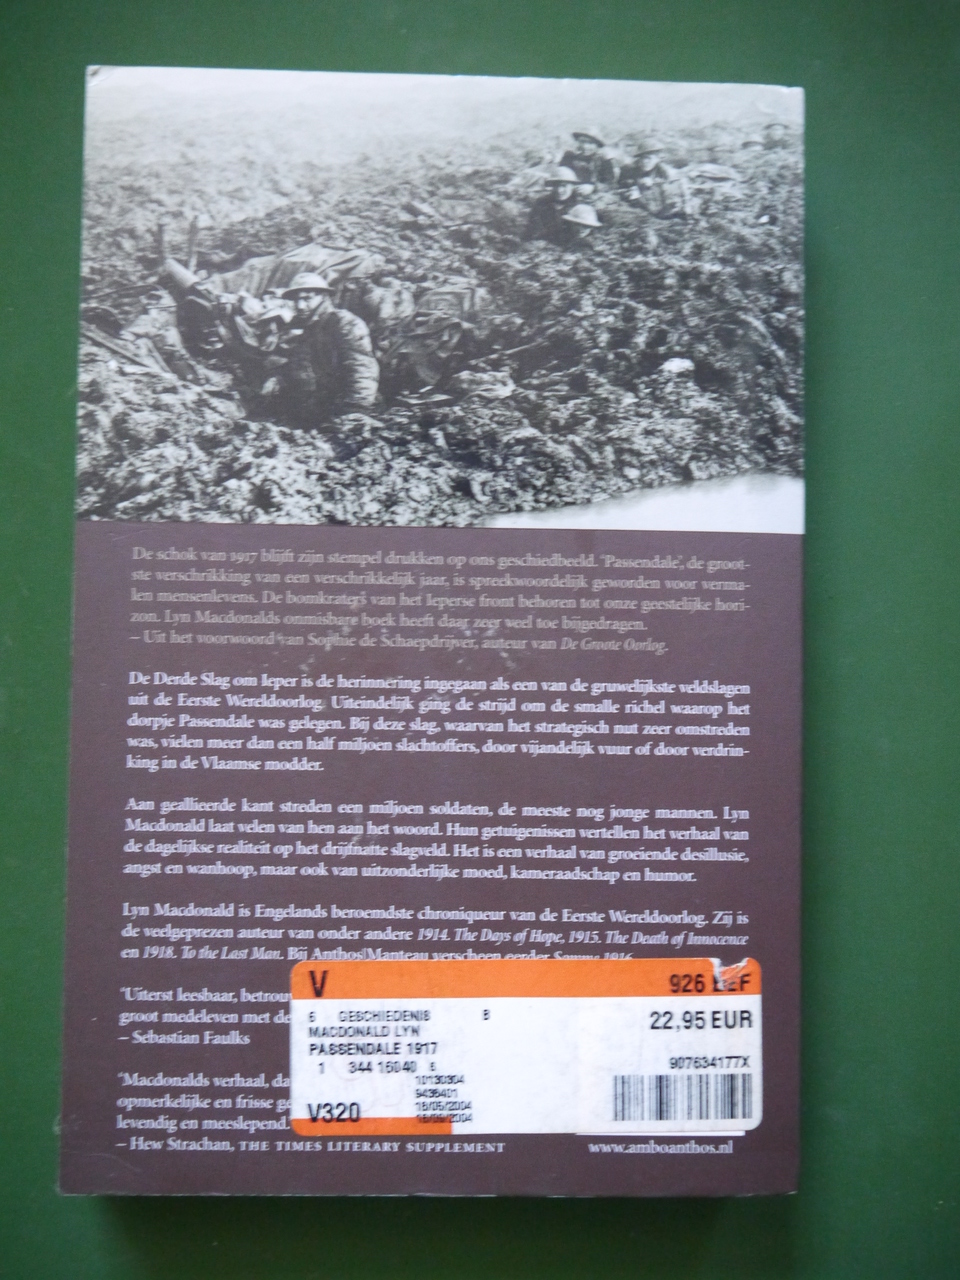 De schok van 1917 blijft zijn stempel drukken op ons geschiedbeeld. 'Passendale', de groot-
ste verschrikking van een verschrikkelijk jaar, is spreekwoordelijk geworden voor verma-
len mensenlevens. De bomkraters van het Ieperse front behoren tot onze geestelijke hori-
zon. Lyn Macdonalds onmisbare boek heeft daar zeer veel toe bijgedragen.
– Uit het voorwoord van Sophie de Schaepdrijver, auteur van De Groote Oorlog.
De Derde Slag om Ieper is de herinnering ingegaan als een van de gruwelijkste veldslagen
uit de Eerste Wereldoorlog. Uiteindelijk ging de strijd om de smalle richel waarop het
dorpje Passendale was gelegen. Bij deze slag, waarvan het strategisch nut zeer omstreden
was, vielen meer dan een half miljoen slachtoffers, door vijandelijk vuur of door verdrin-
king in de Vlaamse modder.
Aan geallieerde kant streden een miljoen soldaten, de meeste nog jonge mannen. Lyn
Macdonald laat velen van hen aan het woord. Hun getuigenissen vertellen het verhaal van
de dagelijkse realiteit op het drijfnatte slagveld. Het is een verhaal van groeiende desillusie,
angst en wanhoop, maar ook van uitzonderlijke moed, kameraadschap en humor.
Lyn Macdonald is Engelands beroemdste chroniqueur van de Eerste Wereldoorlog. Zij is
de veelgeprezen auteur van onder andere 1914. The Days of Hope, 1915. The Death of Innocence
en 1918. To the Last Man. Bij Anthos|Manteau verscheen eerder Somme 1916.
'Uiterst leesbaar, betrou
groot medeleven met de
– Sebastian Faulks
'Macdonalds verhaal, da
opmerkelijke en frisse ge
levendig en meeslepend.
– Hew Strachan, THE TIMES LITERARY SUPPLEMENT
www.amboanthos.nl
V 926 F
6 GESCHIEDENIS 8
MACDONALD LYN 22,95 EUR
PASSENDALE 1917
1 344 16040 6 907634177X
10130304
9436401
V320 18/05/2004